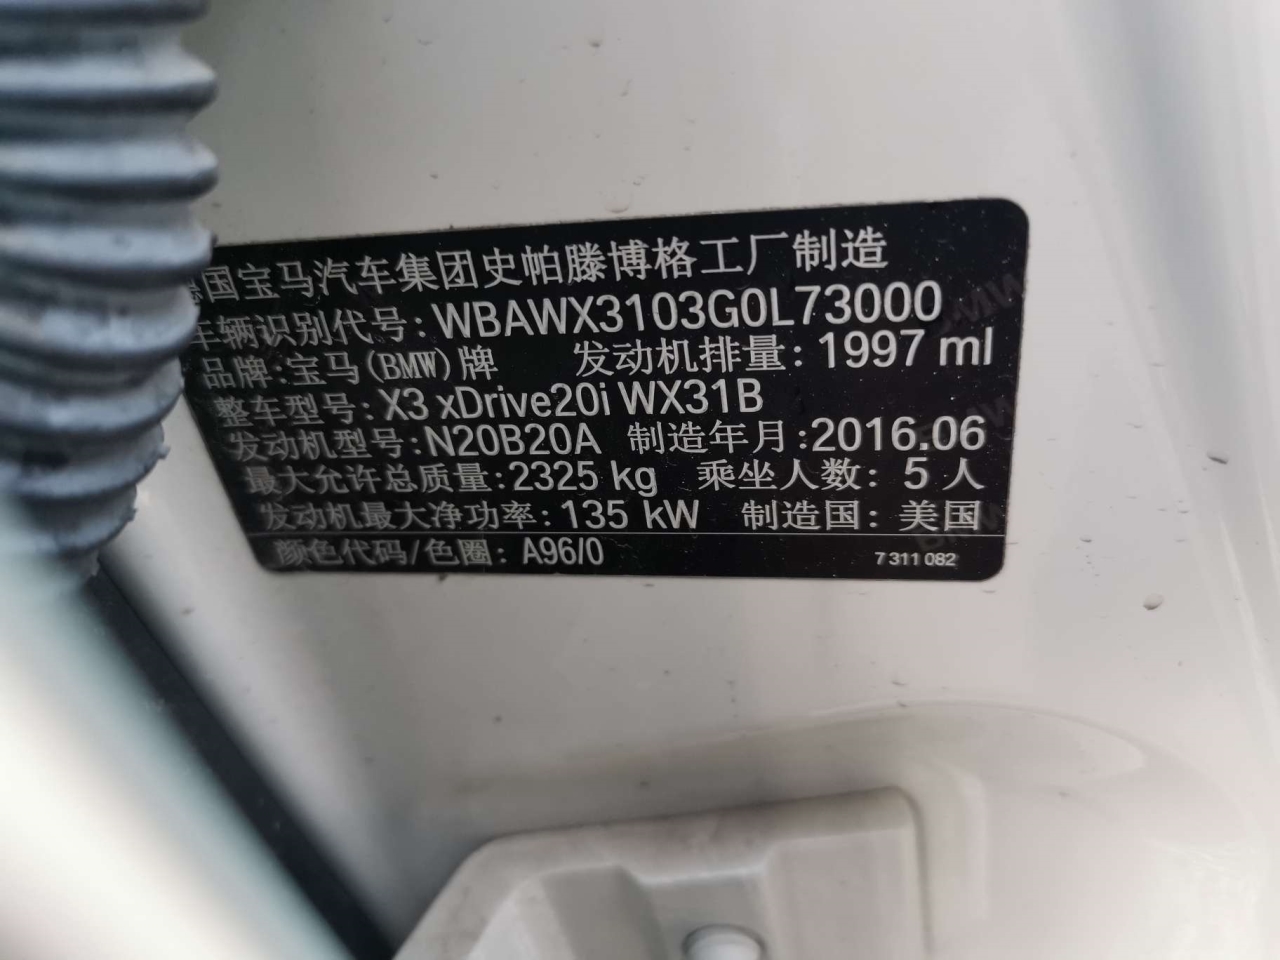 德国宝马汽车集团史帕滕博格工厂制造
车辆识别代号:WBAWX3103G0L73000
品牌:宝马(BMW)牌 发动机排量:1997 ml
整车型号:X3 xDrive20i WX31B
发动机型号:N20B20A 制造年月:2016.06
最大允许总质量:2325 kg 乘坐人数:5人
发动机最大净功率:135 kW 制造国:美国
颜色代码/色圈:A96/0 7 311 082